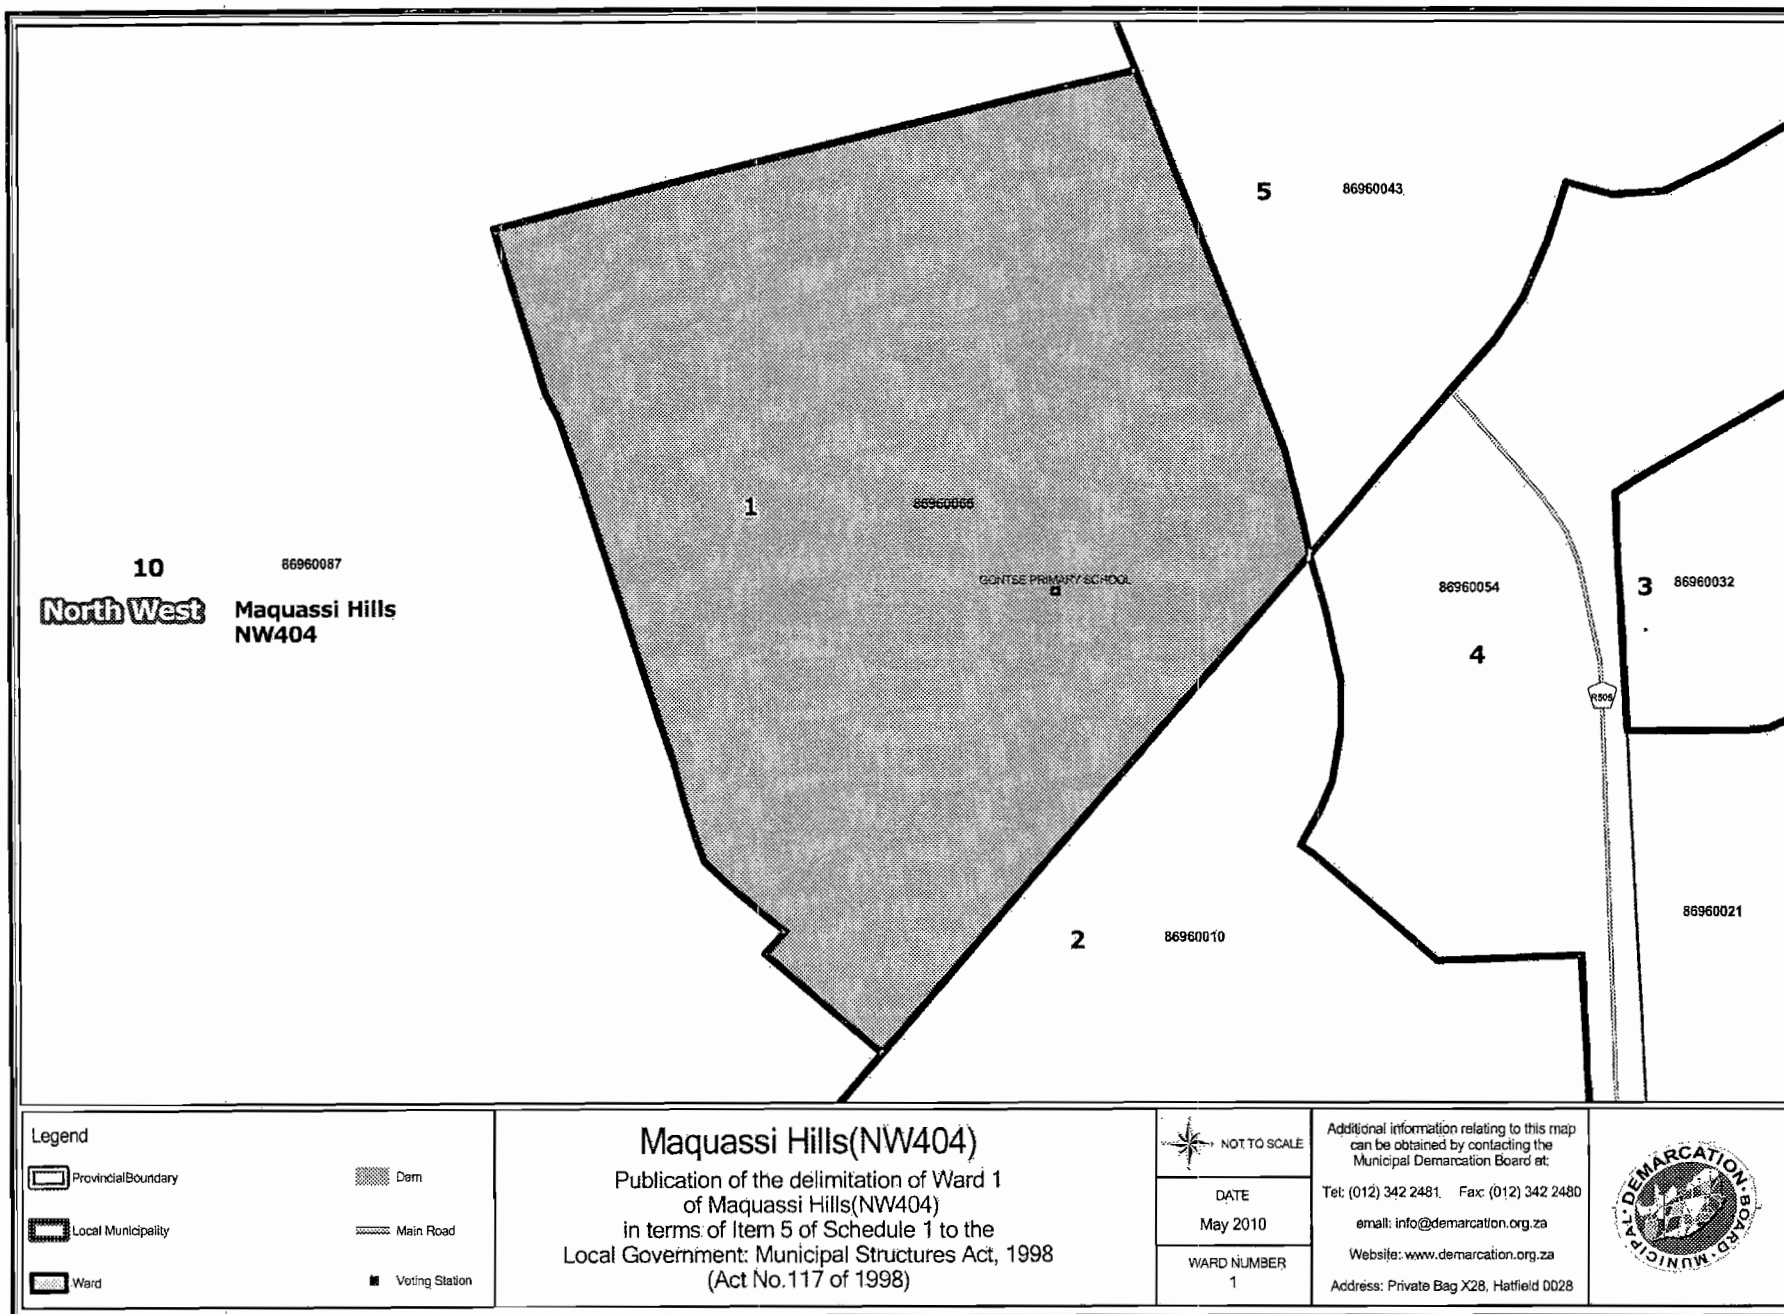 5
86960043
1
86960065
10
86960087
GONTSE PRIMARY SCHOOL
North West
Maquassi Hills
NW404
86960054
4
3
86960032
R505
2
86960010
86960021
Legend
ProvincialBoundary
Local Municipality
Ward
Dam
Main Road
Voting Station
Maquassi Hills(NW404)
Publication of the delimitation of Ward 1
of Maquassi Hills(NW404)
in terms of Item 5 of Schedule 1 to the
Local Government: Municipal Structures Act, 1998
(Act No.117 of 1998)
NOT TO SCALE
DATE
May 2010
WARD NUMBER
1
Additional information relating to this map
can be obtained by contacting the
Municipal Demarcation Board at:
Tel: (012) 342 2481 Fax: (012) 342 2480
email: info@demarcation.org.za
Website: www.demarcation.org.za
Address: Private Bag X28, Hatfield 0028
MUNICIPAL · DEMARCATION · BOARD